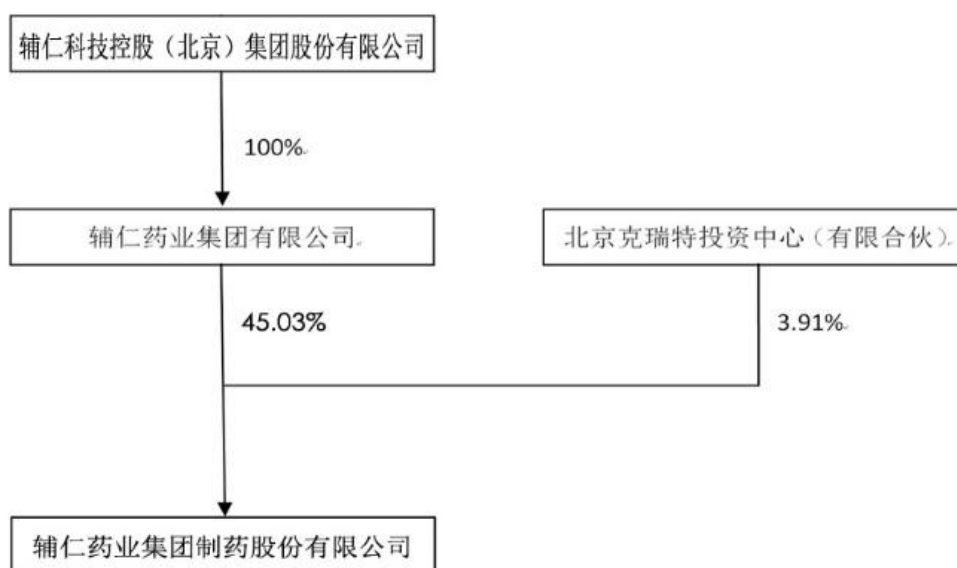 辅仁科技控股（北京）集团股份有限公司
100%
辅仁药业集团有限公司
北京克瑞特投资中心（有限合伙）
45.03%
3.91%
辅仁药业集团制药股份有限公司